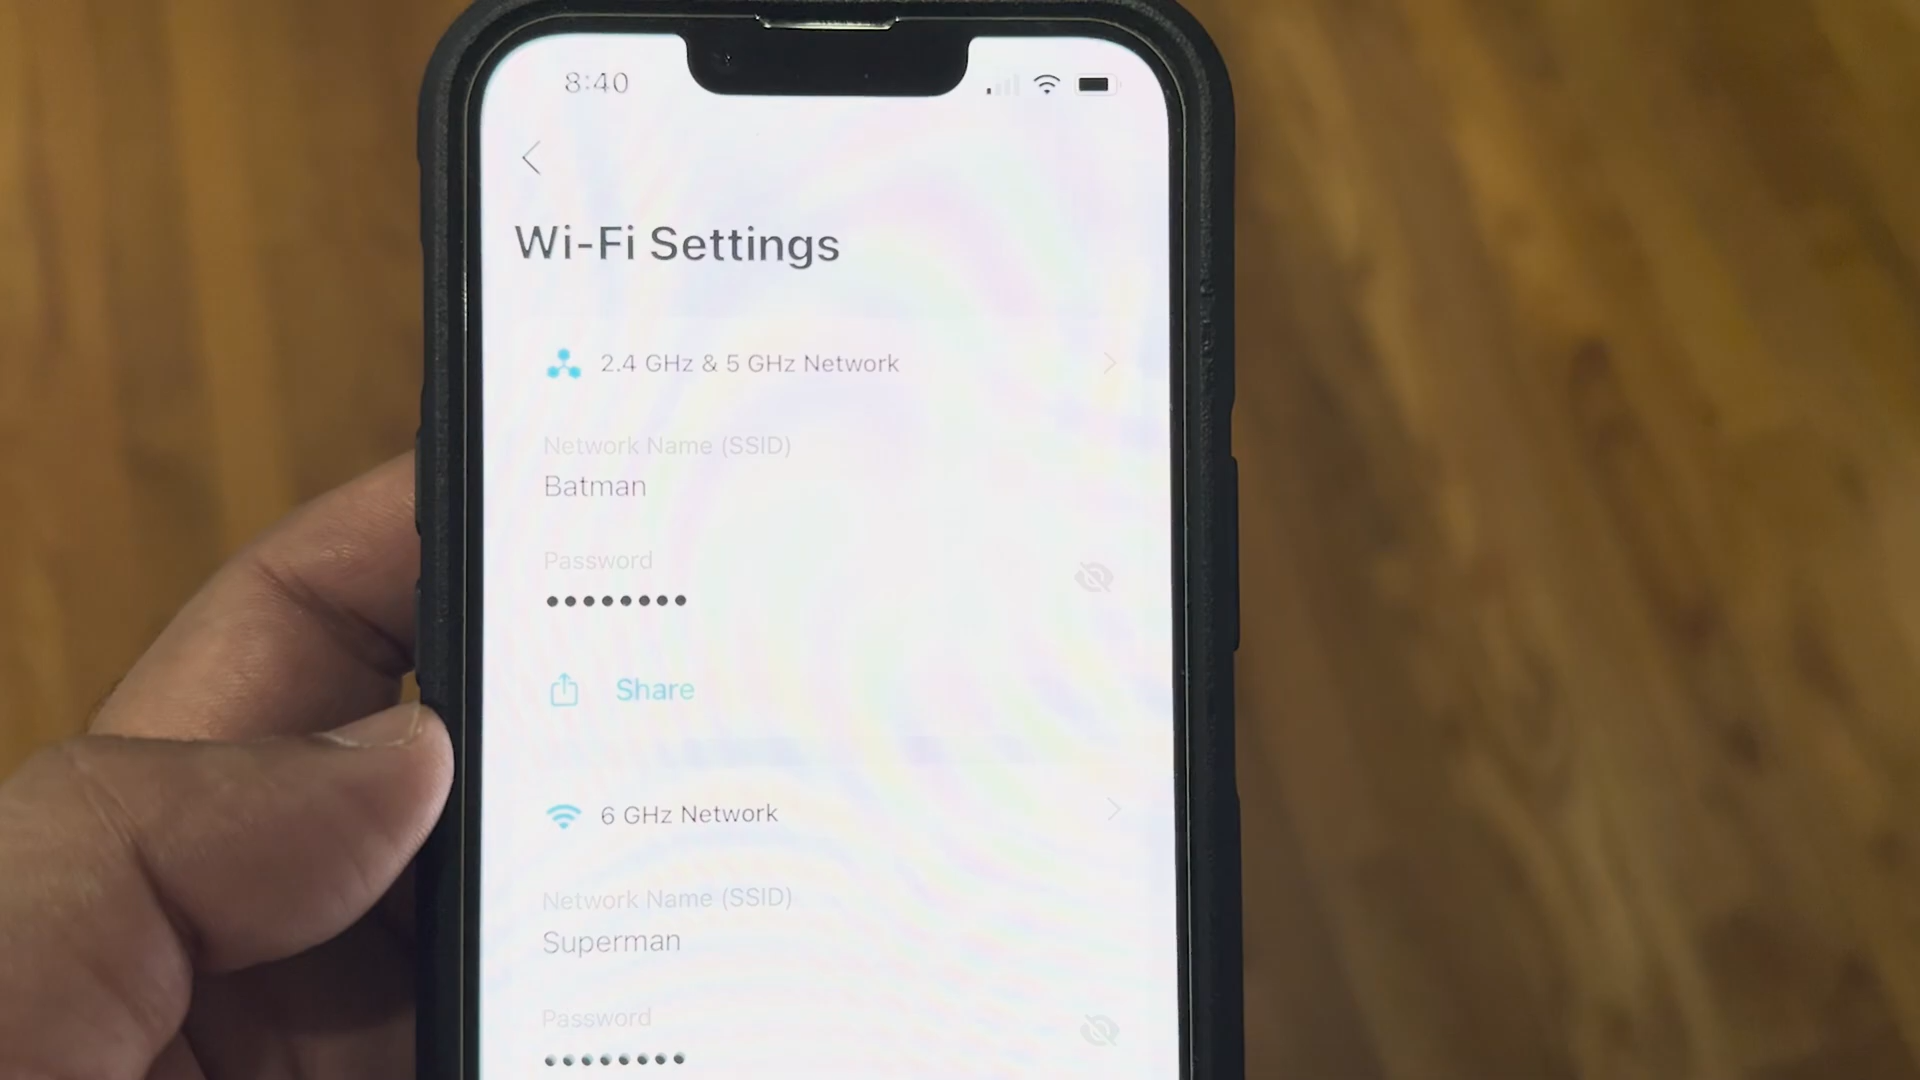 8:40
Wi-Fi Settings
2.4 GHz & 5 GHz Network
Network Name (SSID)
Batman
Password
••••••••
Share
6 GHz Network
Network Name (SSID)
Superman
Password
••••••••